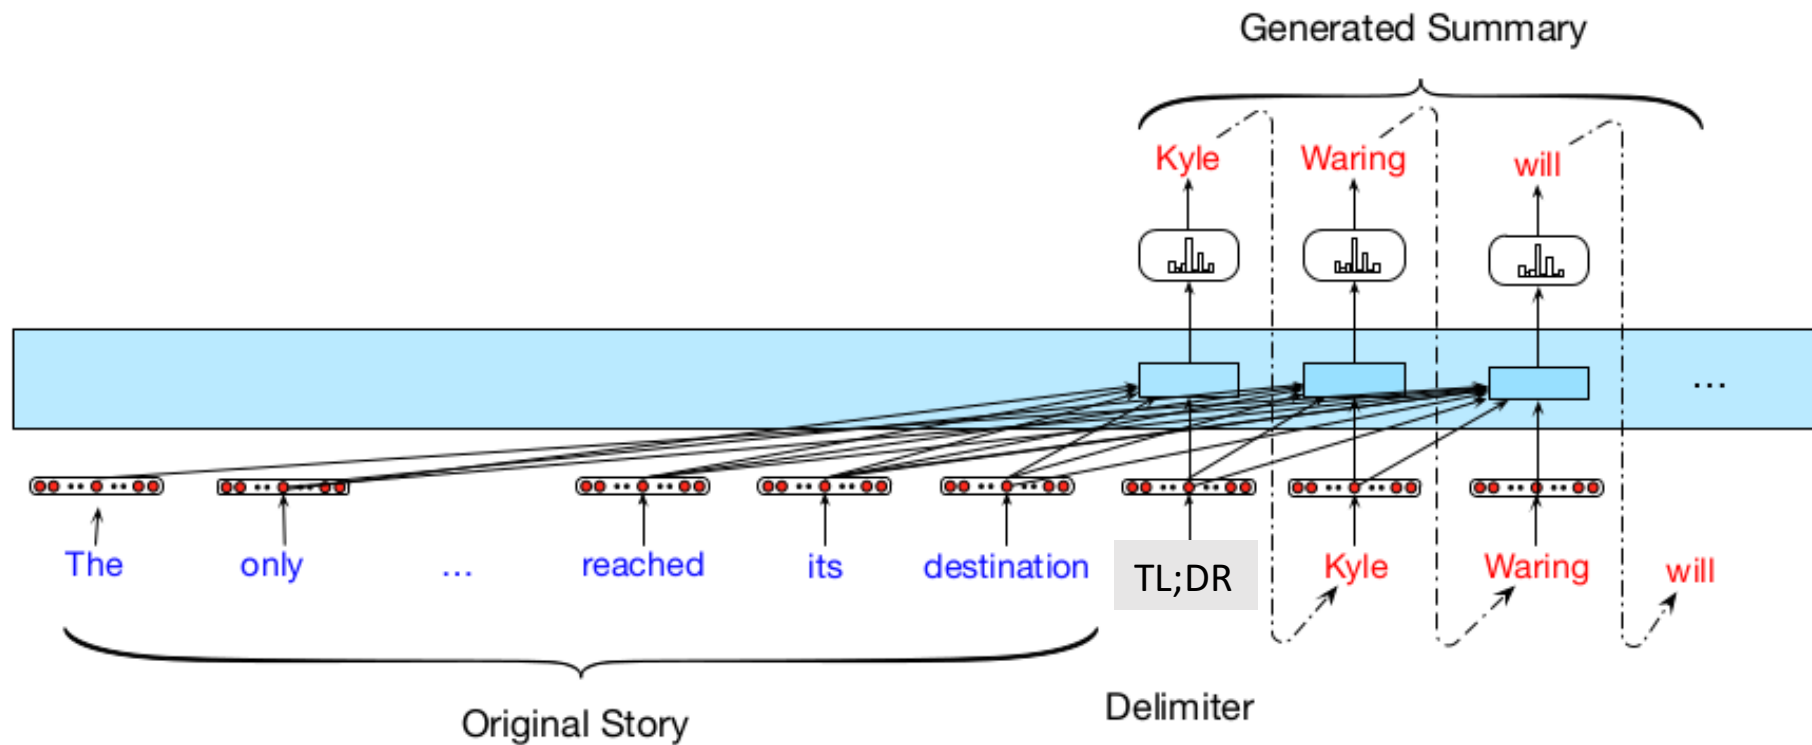 Generated Summary
Kyle Waring will
...
The only ... reached its destination TL;DR Kyle Waring will
Original Story
Delimiter